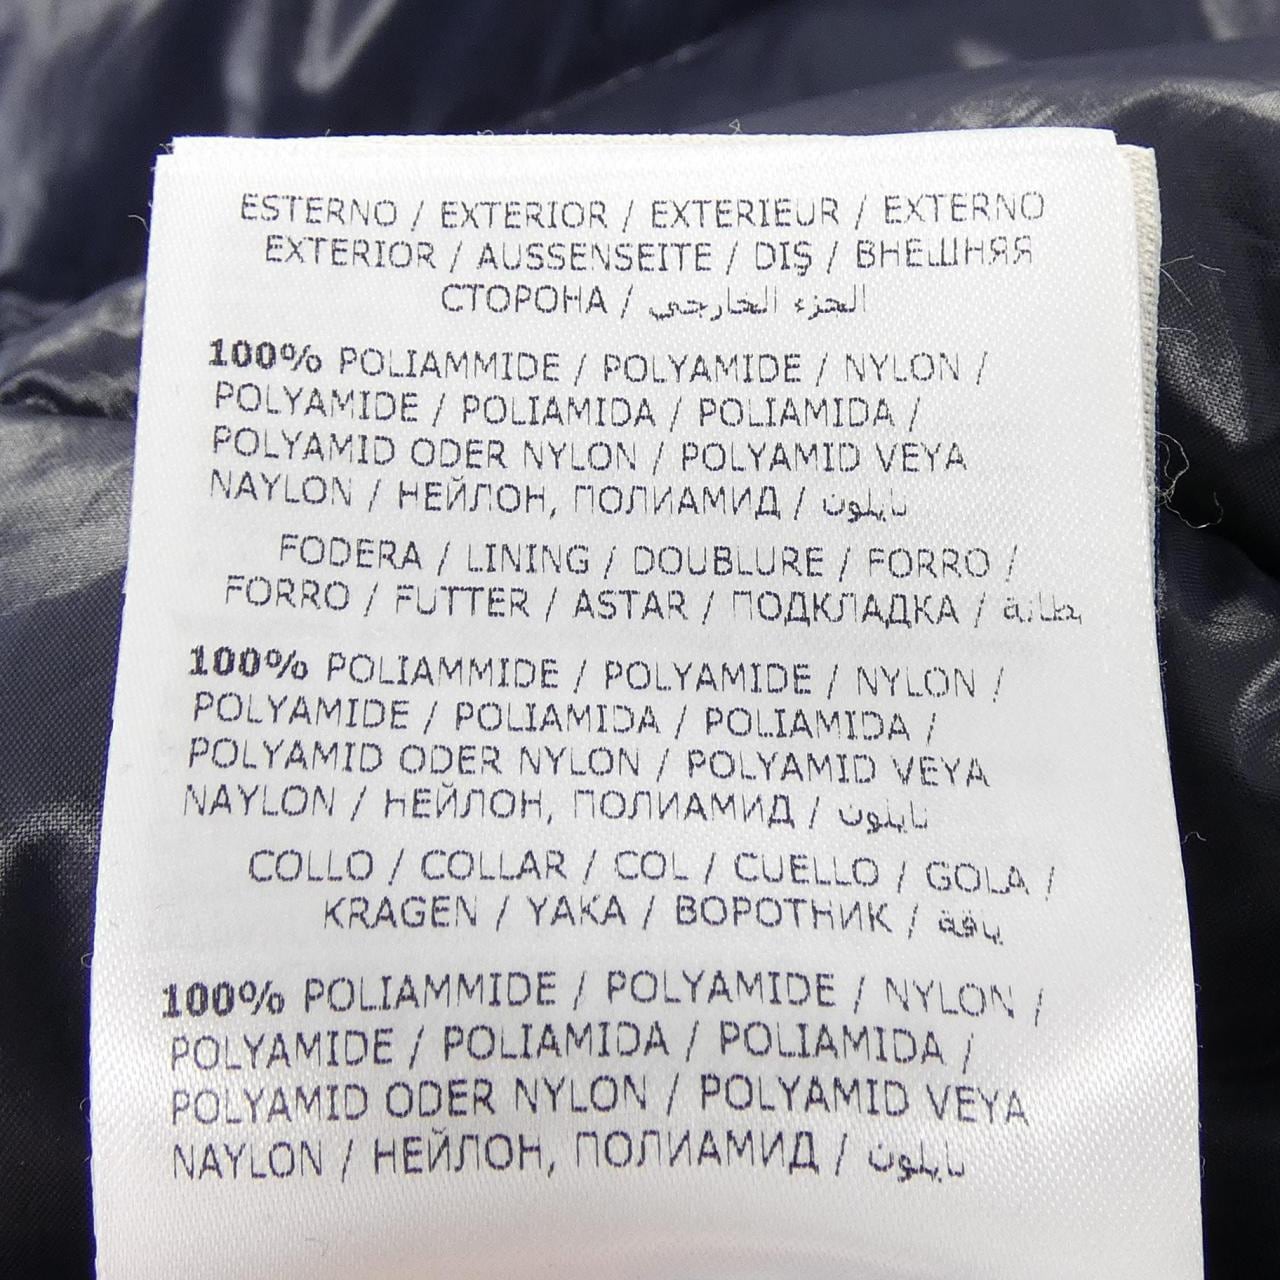 ESTERNO / EXTERIOR / EXTERIEUR / EXTERNO
EXTERIOR / AUSSENSEITE / DIŞ / ВНЕШНЯЯ
СТОРОНА / الجزء الخارجي
100% POLIAMMIDE / POLYAMIDE / NYLON /
POLYAMIDE / POLIAMIDA / POLIAMIDA /
POLYAMID ODER NYLON / POLYAMID VEYA
NAYLON / НЕЙЛОН, ПОЛИАМИД / نايلون
FODERA / LINING / DOUBLURE / FORRO /
FORRO / FUTTER / ASTAR / ПОДКЛАДКА / بطانة
100% POLIAMMIDE / POLYAMIDE / NYLON /
POLYAMIDE / POLIAMIDA / POLIAMIDA /
POLYAMID ODER NYLON / POLYAMID VEYA
NAYLON / НЕЙЛОН, ПОЛИАМИД / نايلون
COLLO / COLLAR / COL / CUELLO / GOLA /
KRAGEN / YAKA / ВОРОТНИК / ياقة
100% POLIAMMIDE / POLYAMIDE / NYLON /
POLYAMIDE / POLIAMIDA / POLIAMIDA /
POLYAMID ODER NYLON / POLYAMID VEYA
NAYLON / НЕЙЛОН, ПОЛИАМИД / نايلون